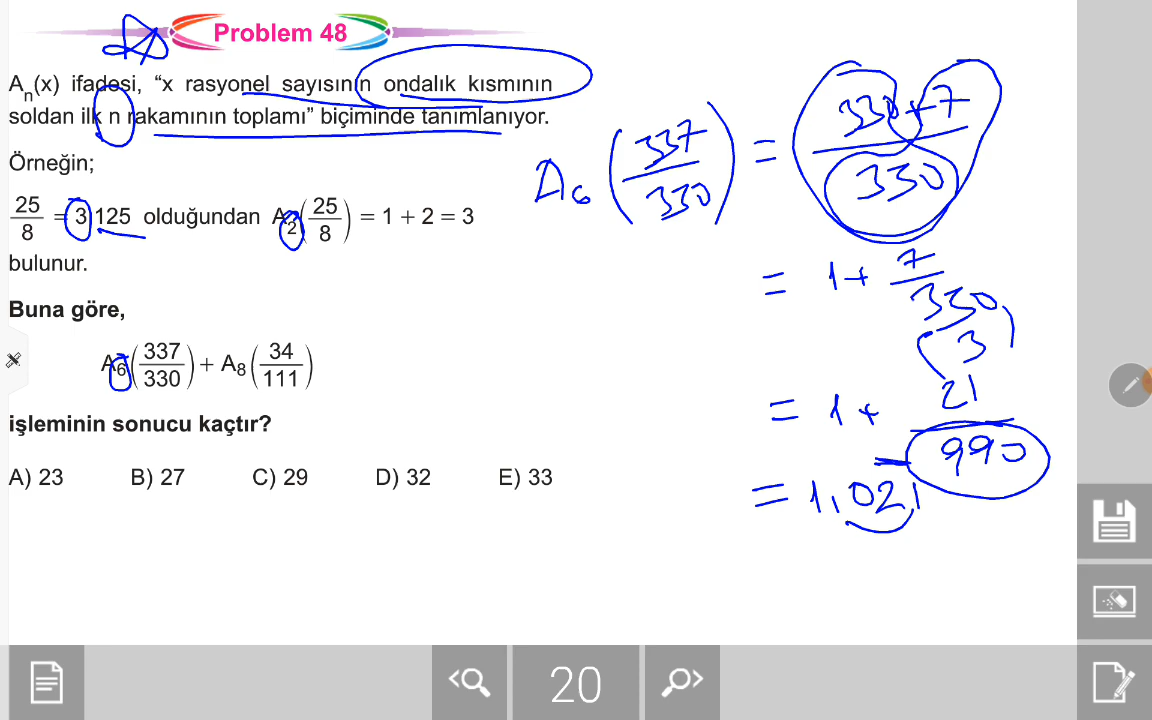 Problem 48
Aₙ(x) ifadesi, “x rasyonel sayısının ondalık kısmının
soldan ilk n rakamının toplamı” biçiminde tanımlanıyor.
Örneğin;
25/8 = 3,125 olduğundan A₂(25/8) = 1 + 2 = 3
bulunur.
Buna göre,
A₆(337/330) + A₈(34/111)
işleminin sonucu kaçtır?
A) 23 B) 27 C) 29 D) 32 E) 33
A₆(337/330) = (330+7)/330
= 1 + 7/330
(3)
= 1 + 21/990
= 1,021
20